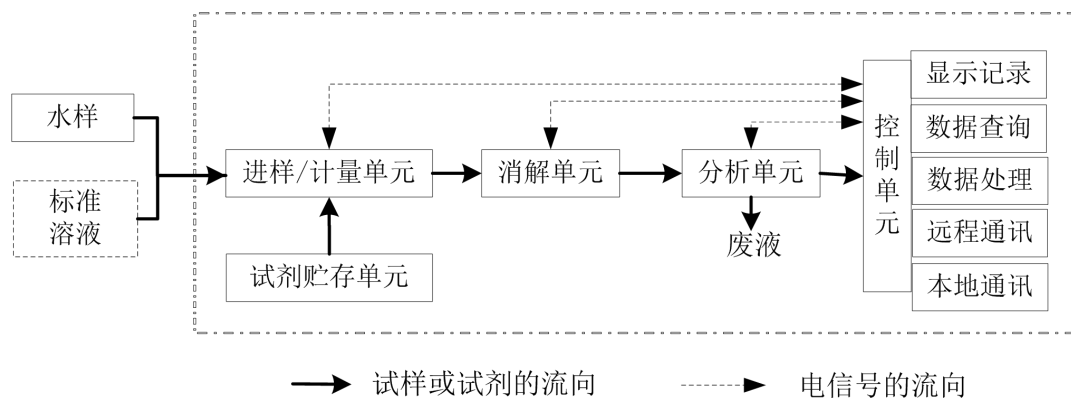 水样
标准
溶液
进样/计量单元
消解单元
分析单元
试剂贮存单元
废液
控制单元
显示记录
数据查询
数据处理
远程通讯
本地通讯
试样或试剂的流向
电信号的流向